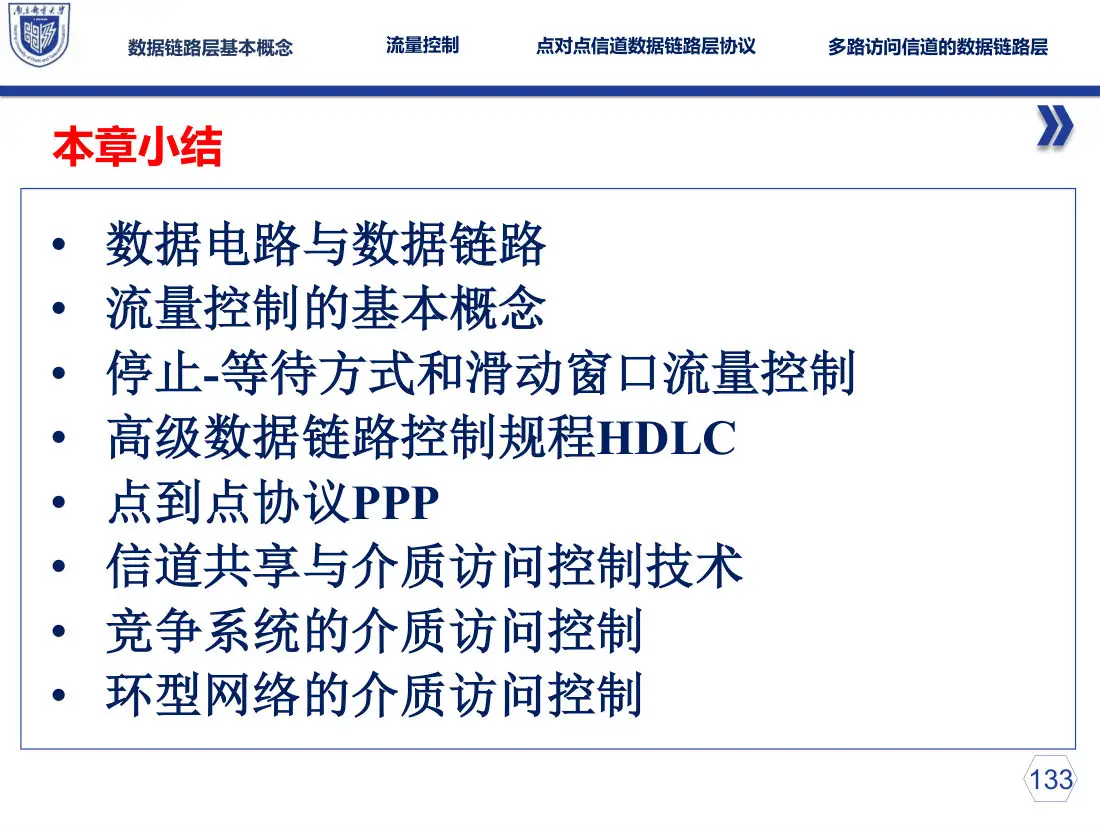 南京邮电大学
数据链路层基本概念
流量控制
点对点信道数据链路层协议
多路访问信道的数据链路层
本章小结
• 数据电路与数据链路
• 流量控制的基本概念
• 停止-等待方式和滑动窗口流量控制
• 高级数据链路控制规程HDLC
• 点到点协议PPP
• 信道共享与介质访问控制技术
• 竞争系统的介质访问控制
• 环型网络的介质访问控制
133